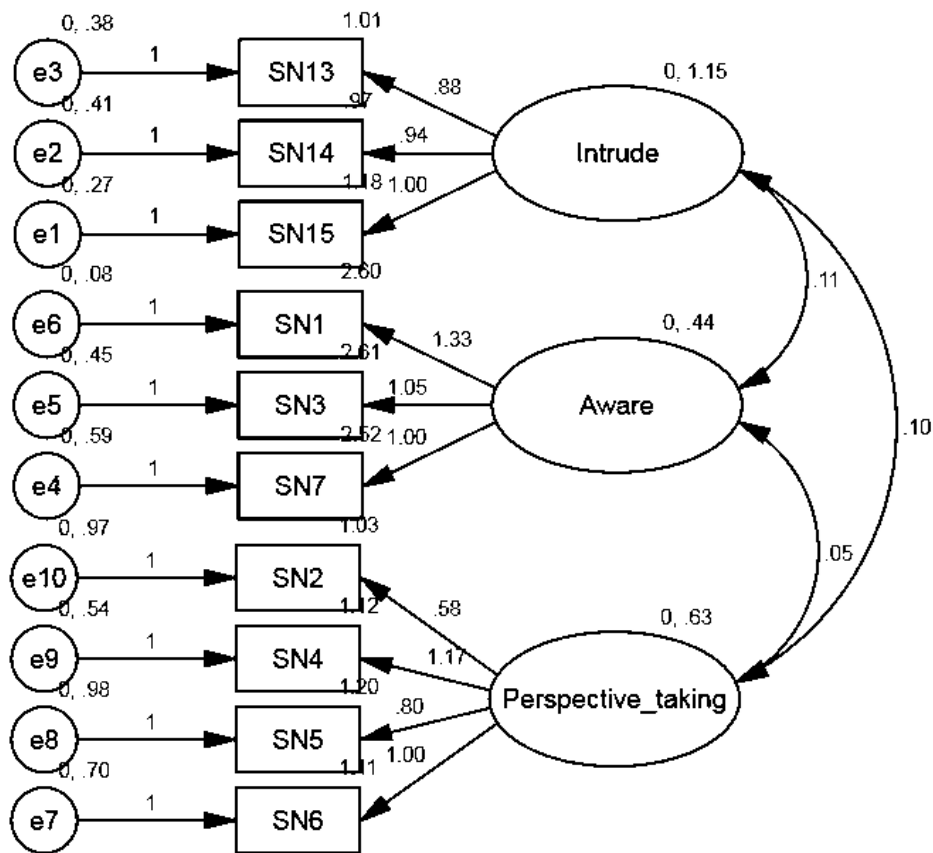 0, .38
1.01
e3
1
SN13
.88
0, 1.15
0, .41
.97
e2
1
SN14
.94
Intrude
0, .27
1.18
1.00
e1
1
SN15
0, .08
2.60
.11
e6
1
SN1
1.33
0, .44
0, .45
2.61
e5
1
SN3
1.05
Aware
.10
0, .59
2.52
1.00
e4
1
SN7
0, .97
1.03
.05
e10
1
SN2
.58
0, .63
0, .54
1.12
e9
1
SN4
1.17
Perspective_taking
0, .98
1.20
.80
e8
1
SN5
1.00
0, .70
1.11
e7
1
SN6